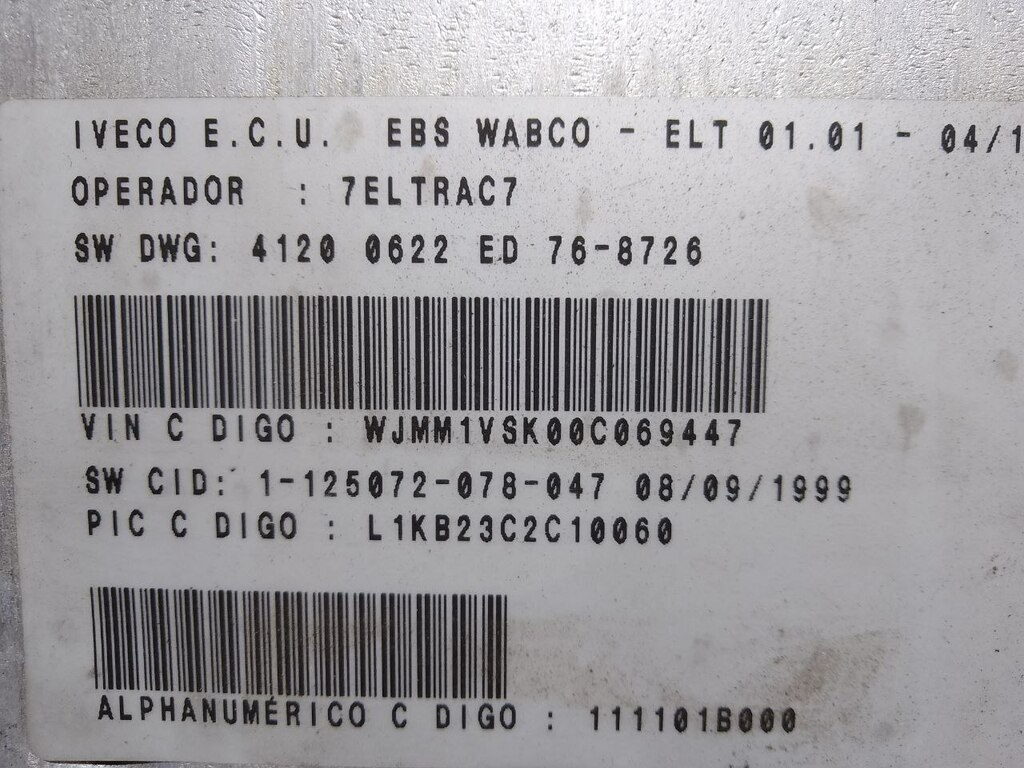 IVECO E.C.U. EBS WABCO - ELT 01.01 - 04/1
OPERADOR : 7ELTRAC7
SW DWG: 4120 0622 ED 76-8726
VIN C DIGO : WJMM1VSK00C069447
SW CID: 1-125072-078-047 08/09/1999
PIC C DIGO : L1KB23C2C10060
ALPHANUMÉRICO C DIGO : 111101B000